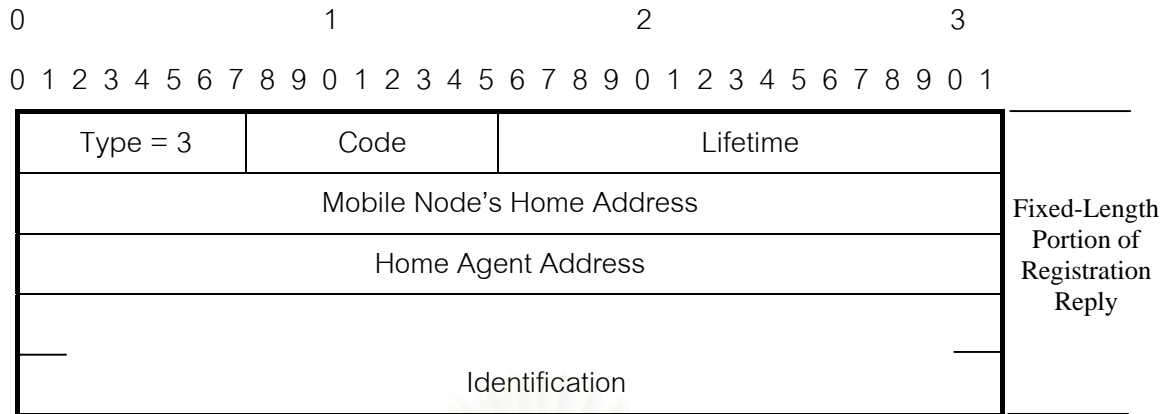 0 1 2 3
0 1 2 3 4 5 6 7 8 9 0 1 2 3 4 5 6 7 8 9 0 1 2 3 4 5 6 7 8 9 0 1
Type = 3 Code Lifetime
Mobile Node’s Home Address
Home Agent Address
Identification
Fixed-Length
Portion of
Registration
Reply